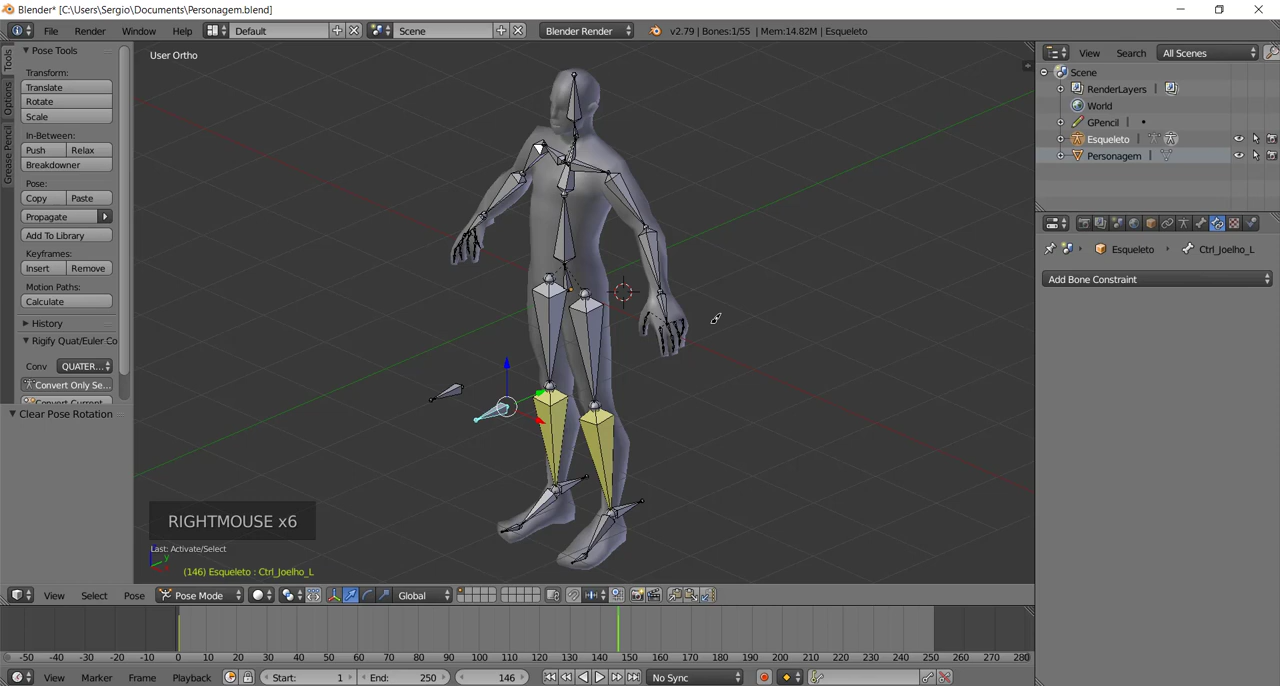 Blender* [C:\Users\Sergio\Documents\Personagem.blend]
File Render Window Help Default Scene Blender Render v2.79 | Bones:1/55 | Mem:14.82M | Esqueleto
Tools
Options
Grease Pencil
Pose Tools
Transform:
Translate
Rotate
Scale
In-Between:
Push Relax
Breakdowner
Pose:
Copy Paste
Propagate
Add To Library
Keyframes:
Insert Remove
Motion Paths:
Calculate
History
Rigify Quat/Euler Co
Conv QUATER...
Convert Only Se...
Convert Current
Clear Pose Rotation
User Ortho
RIGHTMOUSE x6
Last: Activate/Select
(146) Esqueleto : Ctrl_Joelho_L
View Select Pose Pose Mode Global
View Search All Scenes
Scene
RenderLayers
World
GPencil
Esqueleto
Personagem
Esqueleto Ctrl_Joelho_L
Add Bone Constraint
-50 -40 -30 -20 -10 0 10 20 30 40 50 60 70 80 90 100 110 120 130 140 150 160 170 180 190 200 210 220 230 240 250 260 270 280
View Marker Frame Playback Start: 1 End: 250 146 No Sync